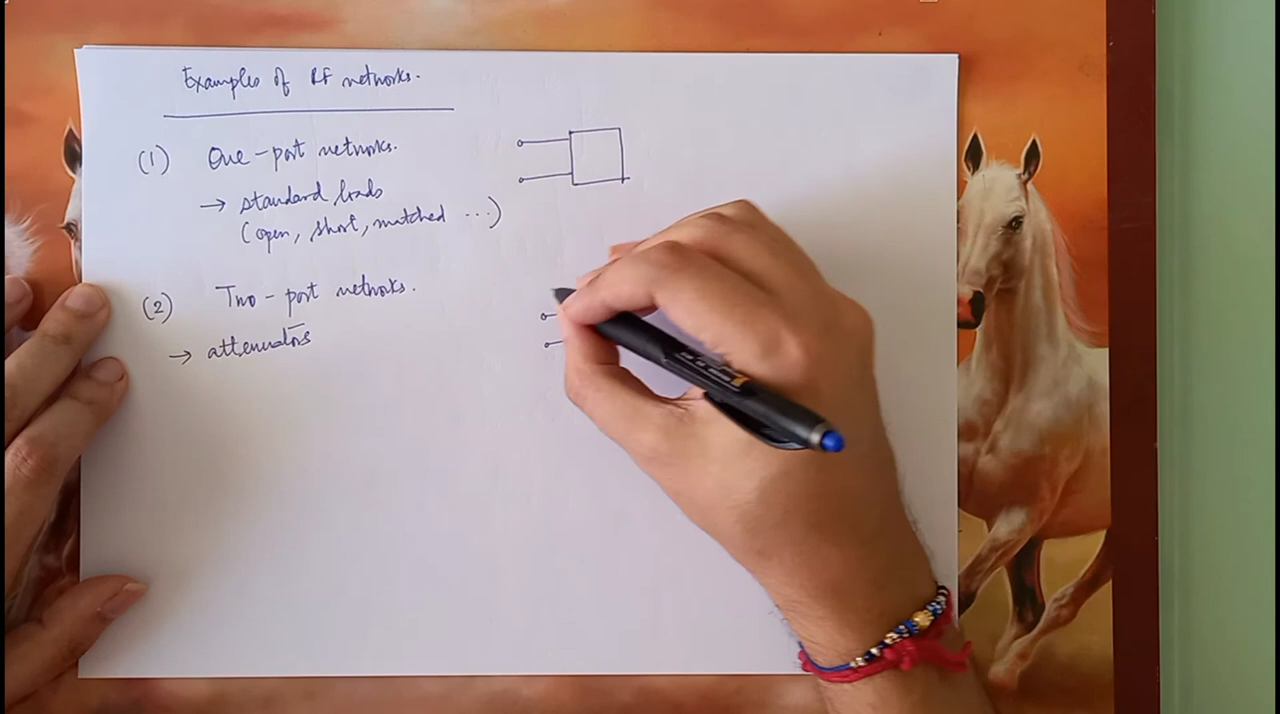 Examples of RF networks.
(1) One-port networks.
→ standard loads
(open, short, matched ...)
(2) Two-port networks.
→ attenuators